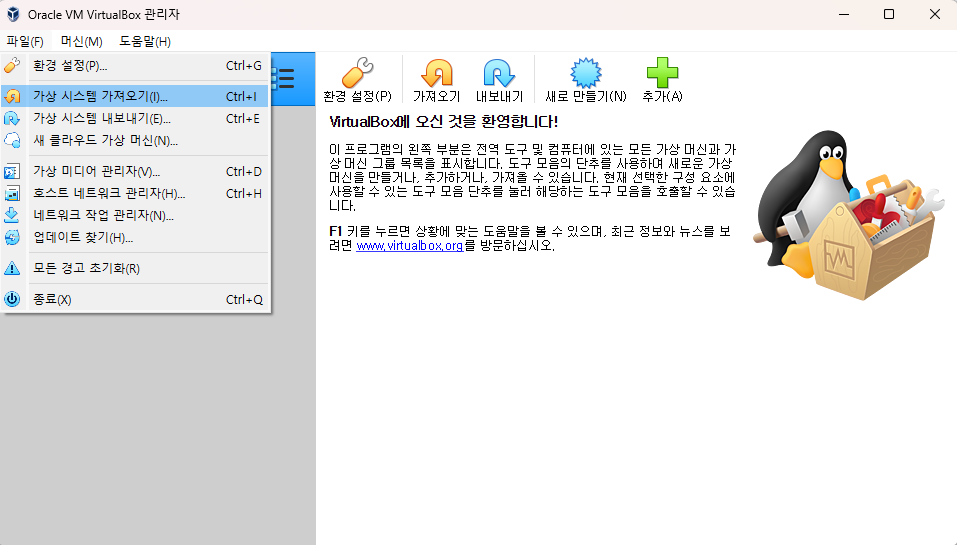 Oracle VM VirtualBox 관리자
파일(F) 머신(M) 도움말(H)
환경 설정(P)... Ctrl+G
가상 시스템 가져오기(I)... Ctrl+I
가상 시스템 내보내기(E)... Ctrl+E
새 클라우드 가상 머신(N)...
가상 미디어 관리자(V)... Ctrl+D
호스트 네트워크 관리자(H)... Ctrl+H
네트워크 작업 관리자(N)...
업데이트 찾기(H)...
모든 경고 초기화(R)
종료(X) Ctrl+Q
환경 설정(P) 가져오기 내보내기 새로 만들기(N) 추가(A)
VirtualBox에 오신 것을 환영합니다!
이 프로그램의 왼쪽 부분은 전역 도구 및 컴퓨터에 있는 모든 가상 머신과 가
상 머신 그룹 목록을 표시합니다. 도구 모음의 단추를 사용하여 새로운 가상
머신을 만들거나, 추가하거나, 가져올 수 있습니다. 현재 선택한 구성 요소에
사용할 수 있는 도구 모음 단추를 눌러 해당하는 도구 모음을 호출할 수 있습
니다.
F1 키를 누르면 상황에 맞는 도움말을 볼 수 있으며, 최근 정보와 뉴스를 보
려면 www.virtualbox.org를 방문하십시오.